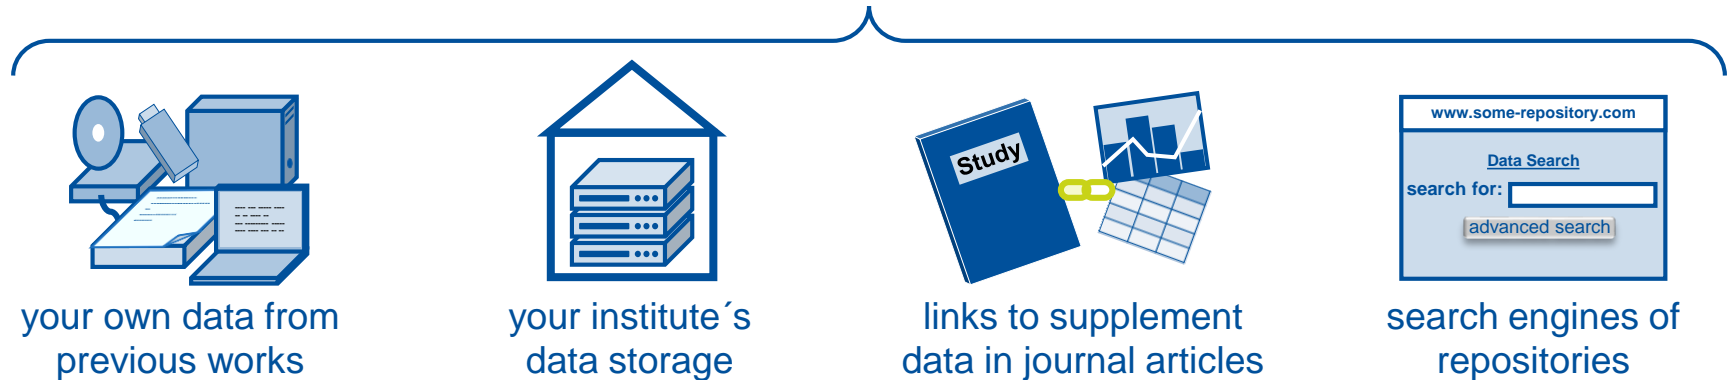 Study
www.some-repository.com
Data Search
search for:
advanced search
your own data from
previous works
your institute´s
data storage
links to supplement
data in journal articles
search engines of
repositories